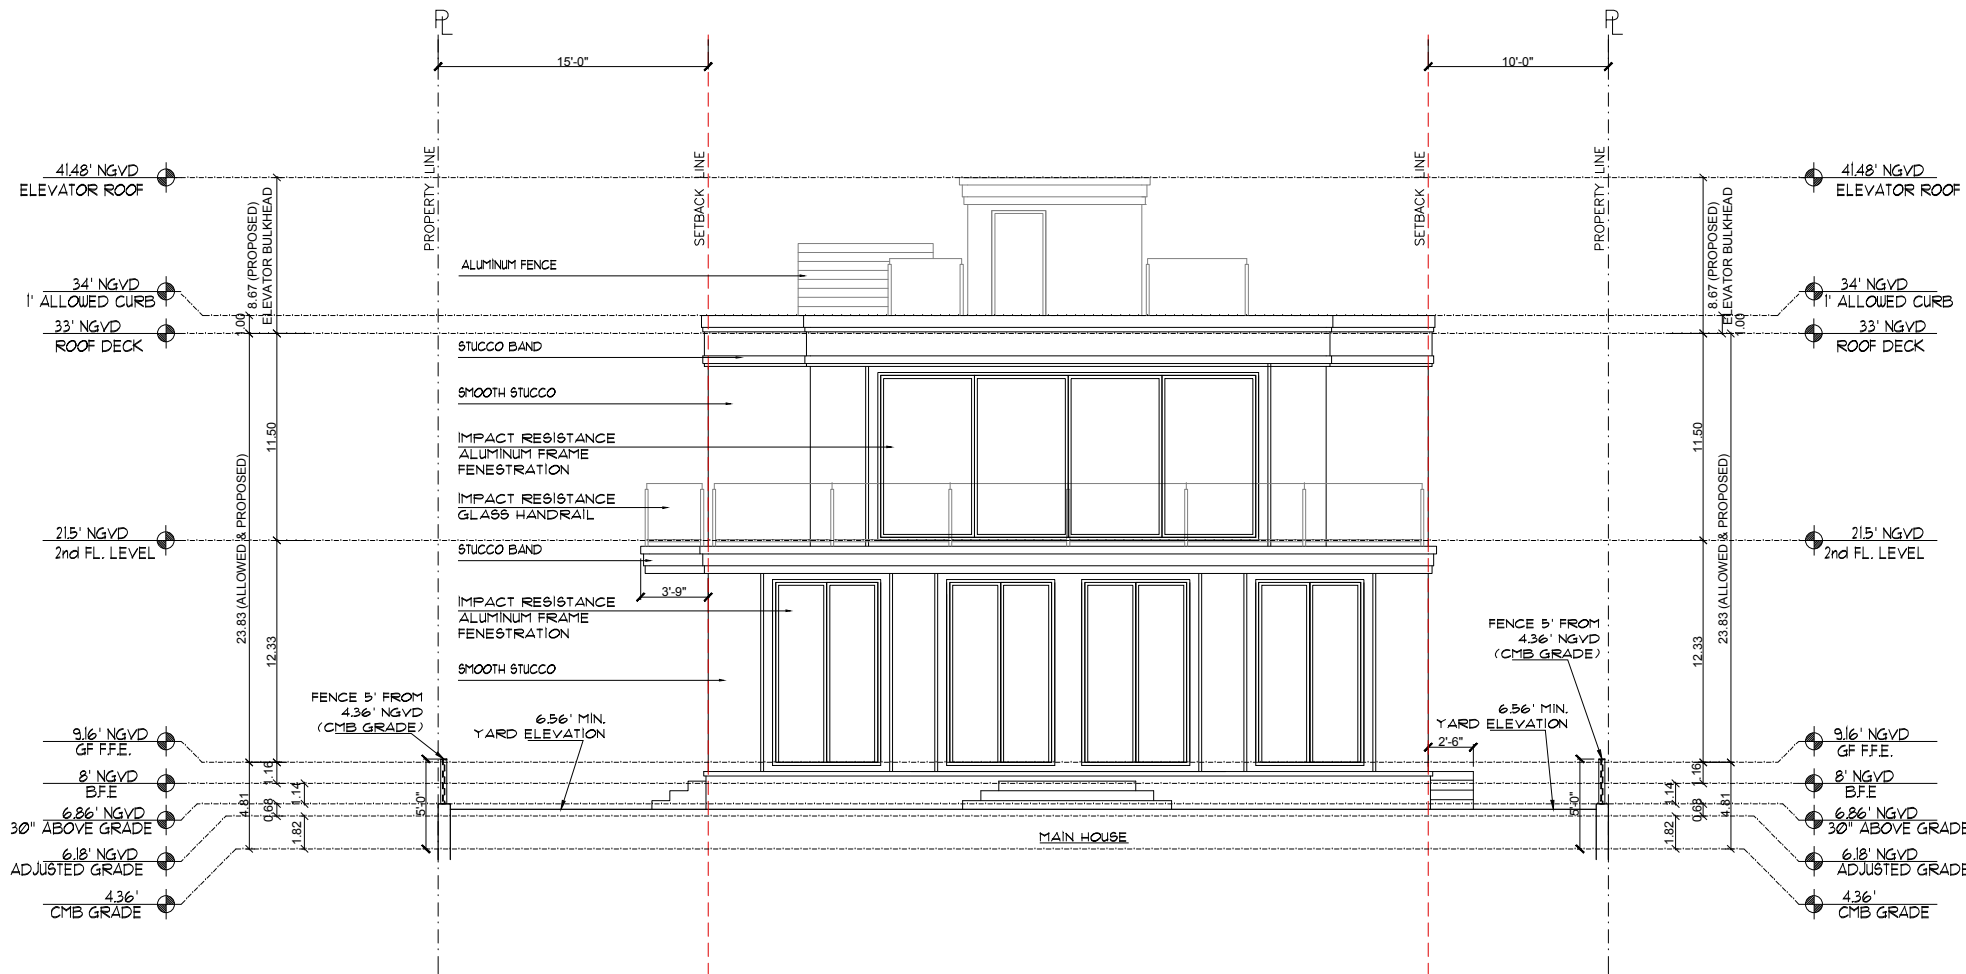 PL
PL
15'-0"
10'-0"
PROPERTY LINE
SETBACK LINE
SETBACK LINE
PROPERTY LINE
41.48' NGVD
ELEVATOR ROOF
8.67 (PROPOSED)
ELEVATOR BULKHEAD
34' NGVD
1' ALLOWED CURB
1.00
33' NGVD
ROOF DECK
11.50
23.83 (ALLOWED & PROPOSED)
21.5' NGVD
2nd FL. LEVEL
12.33
9.16' NGVD
GF F.F.E.
8' NGVD
B.F.E
6.86' NGVD
30" ABOVE GRADE
6.18' NGVD
ADJUSTED GRADE
4.36'
CMB GRADE
1.16
1.14
0.68
4.81
1.82
5'-0"
FENCE 5' FROM
4.36' NGVD
(CMB GRADE)
ALUMINUM FENCE
STUCCO BAND
SMOOTH STUCCO
IMPACT RESISTANCE
ALUMINUM FRAME
FENESTRATION
IMPACT RESISTANCE
GLASS HANDRAIL
STUCCO BAND
3'-9"
IMPACT RESISTANCE
ALUMINUM FRAME
FENESTRATION
SMOOTH STUCCO
6.56' MIN.
YARD ELEVATION
MAIN HOUSE
2'-6"
6.56' MIN.
YARD ELEVATION
FENCE 5' FROM
4.36' NGVD
(CMB GRADE)
5'-0"
41.48' NGVD
ELEVATOR ROOF
8.67 (PROPOSED)
ELEVATOR BULKHEAD
34' NGVD
1' ALLOWED CURB
1.00
33' NGVD
ROOF DECK
11.50
23.83 (ALLOWED & PROPOSED)
21.5' NGVD
2nd FL. LEVEL
12.33
9.16' NGVD
GF F.F.E.
8' NGVD
B.F.E
6.86' NGVD
30" ABOVE GRADE
6.18' NGVD
ADJUSTED GRADE
4.36'
CMB GRADE
1.16
1.14
0.68
4.81
1.82